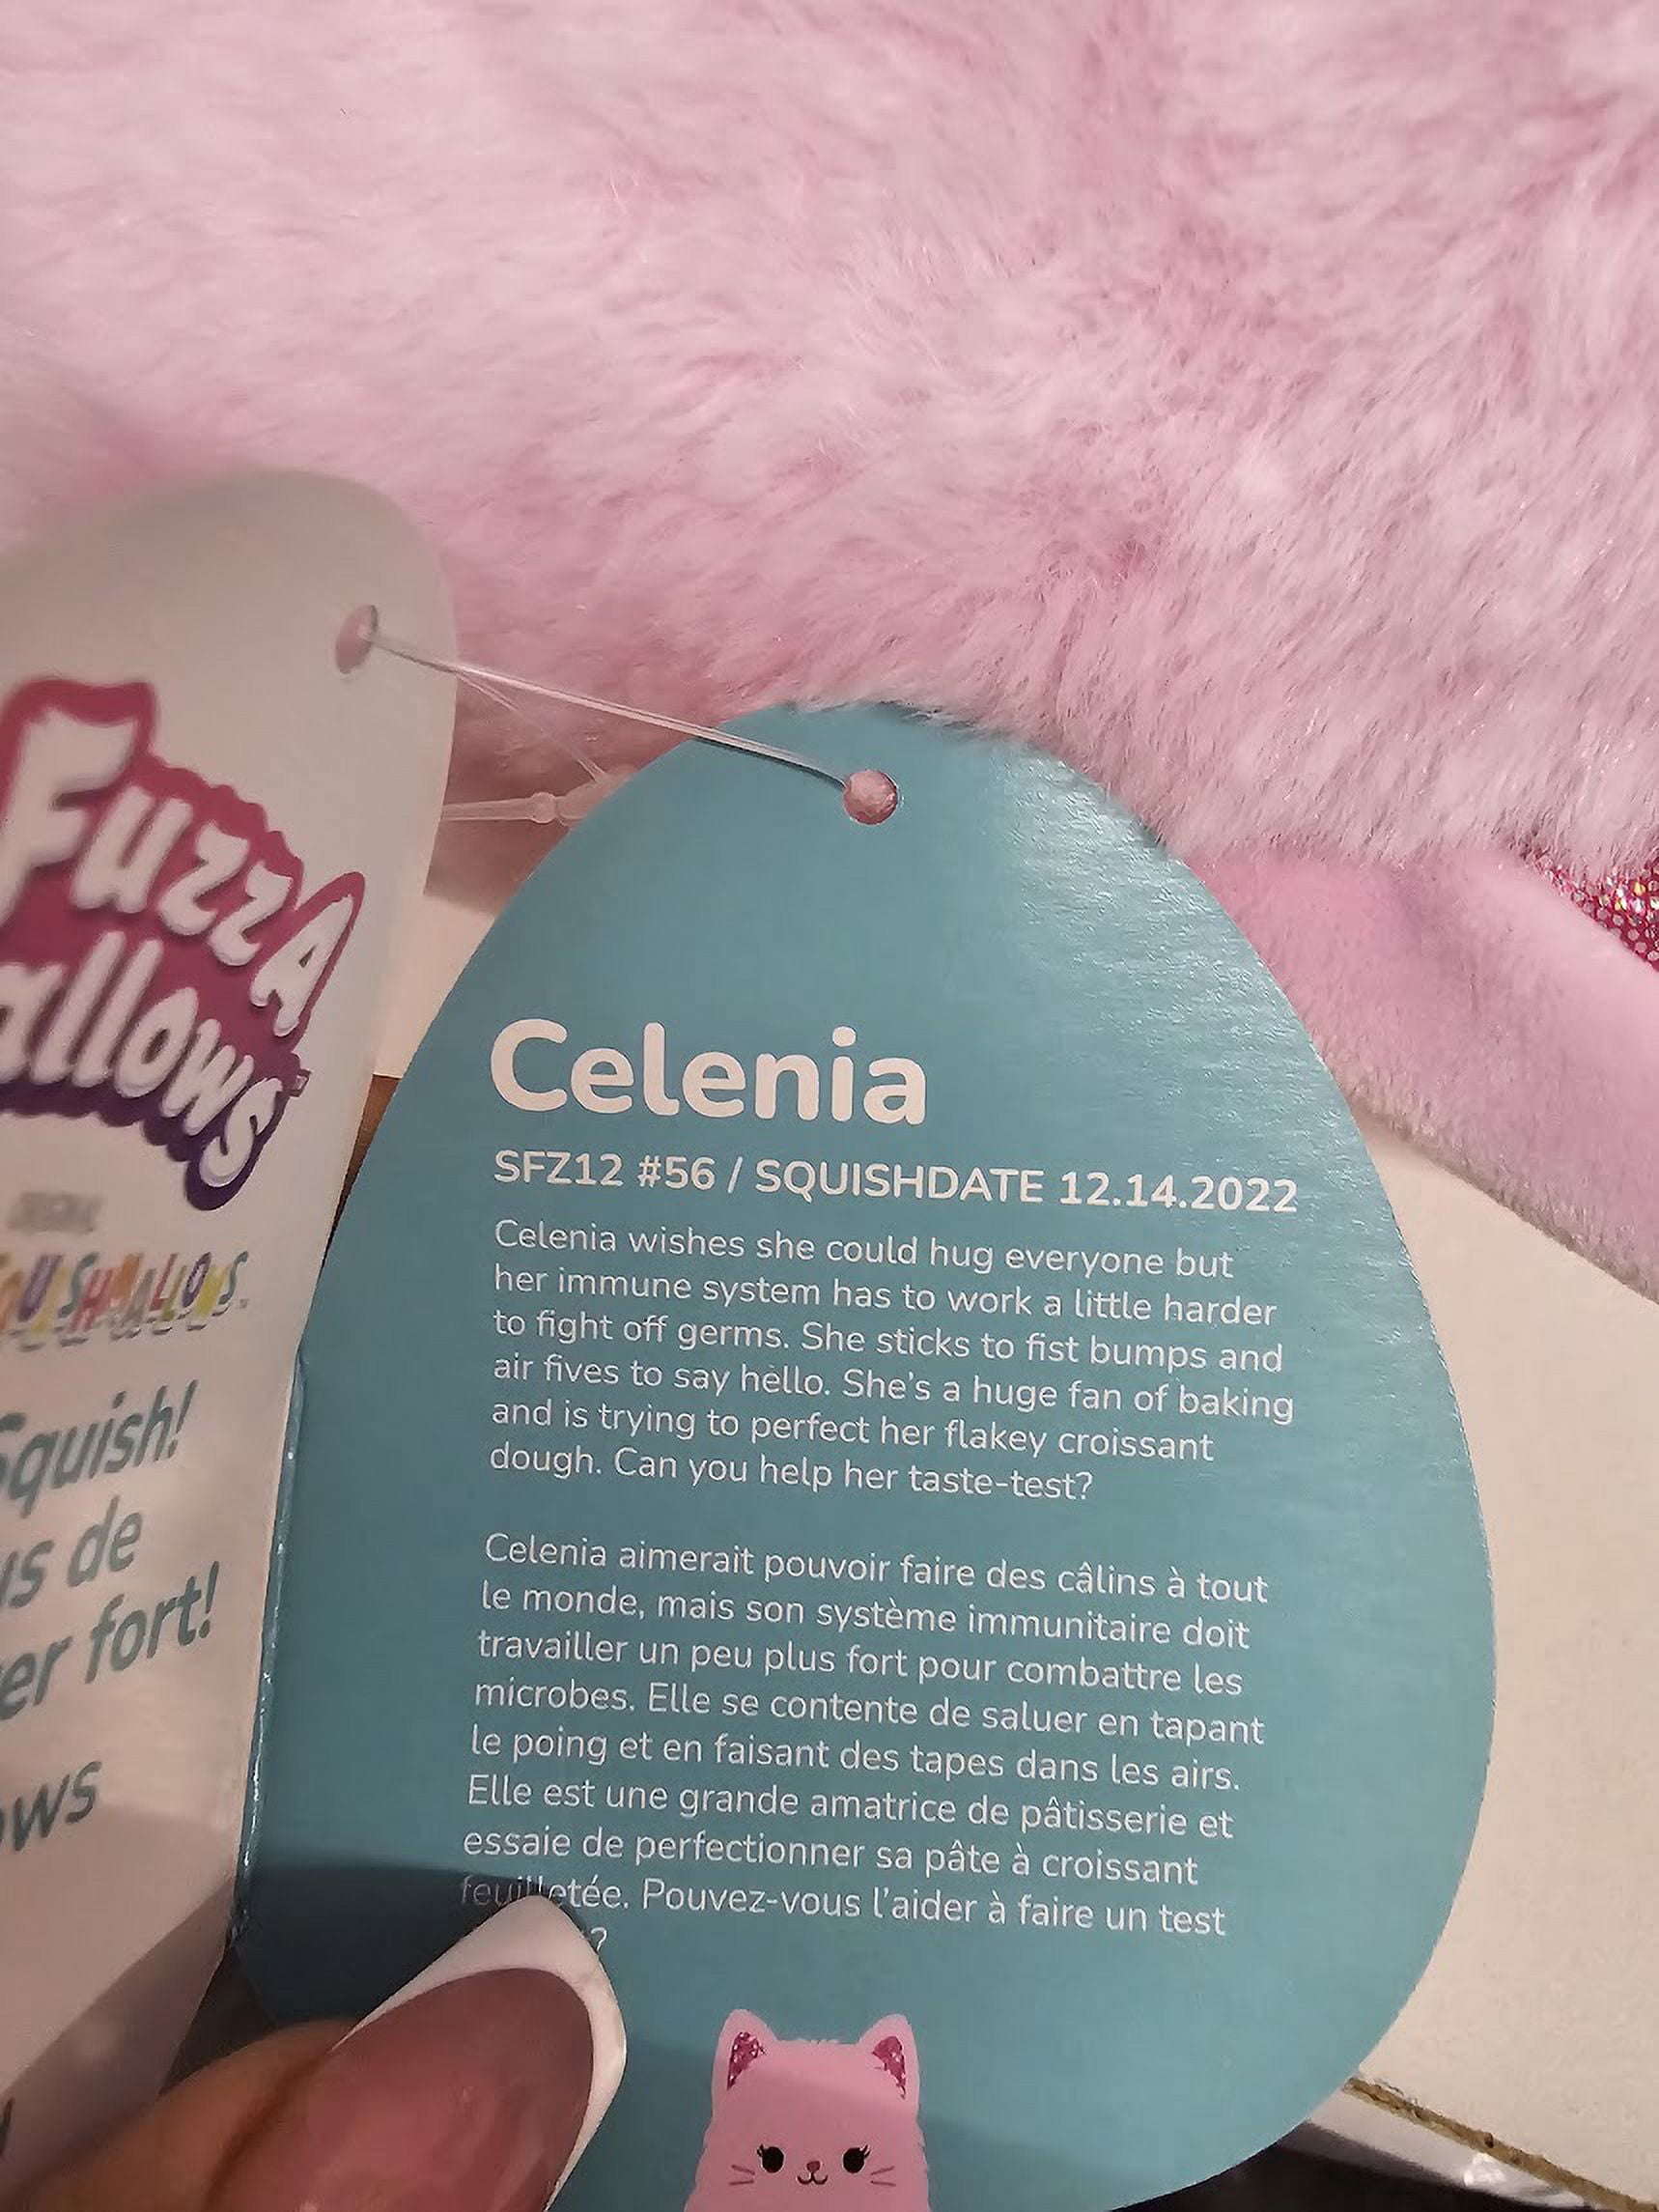 FuzzA
allows
SQUISHMALLOWS
Squish!
us de
er fort!
ows
Celenia
SFZ12 #56 / SQUISHDATE 12.14.2022
Celenia wishes she could hug everyone but
her immune system has to work a little harder
to fight off germs. She sticks to fist bumps and
air fives to say hello. She's a huge fan of baking
and is trying to perfect her flakey croissant
dough. Can you help her taste-test?
Celenia aimerait pouvoir faire des câlins à tout
le monde, mais son système immunitaire doit
travailler un peu plus fort pour combattre les
microbes. Elle se contente de saluer en tapant
le poing et en faisant des tapes dans les airs.
Elle est une grande amatrice de pâtisserie et
essaie de perfectionner sa pâte à croissant
feuilletée. Pouvez-vous l'aider à faire un test
?